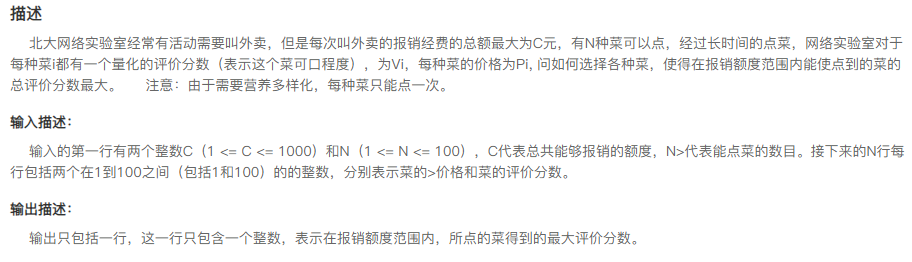 描述
北大网络实验室经常有活动需要叫外卖，但是每次叫外卖的报销经费的总额最大为C元，有N种菜可以点，经过长时间的点菜，网络实验室对于
每种菜i都有一个量化的评价分数（表示这个菜可口程度），为Vi，每种菜的价格为Pi, 问如何选择各种菜，使得在报销额度范围内能使点到的菜的
总评价分数最大。 注意：由于需要营养多样化，每种菜只能点一次。
输入描述：
输入的第一行有两个整数C（1 <= C <= 1000）和N（1 <= N <= 100），C代表总共能够报销的额度，N>代表能点菜的数目。接下来的N行每
行包括两个在1到100之间（包括1和100）的的整数，分别表示菜的>价格和菜的评价分数。
输出描述：
输出只包括一行，这一行只包含一个整数，表示在报销额度范围内，所点的菜得到的最大评价分数。